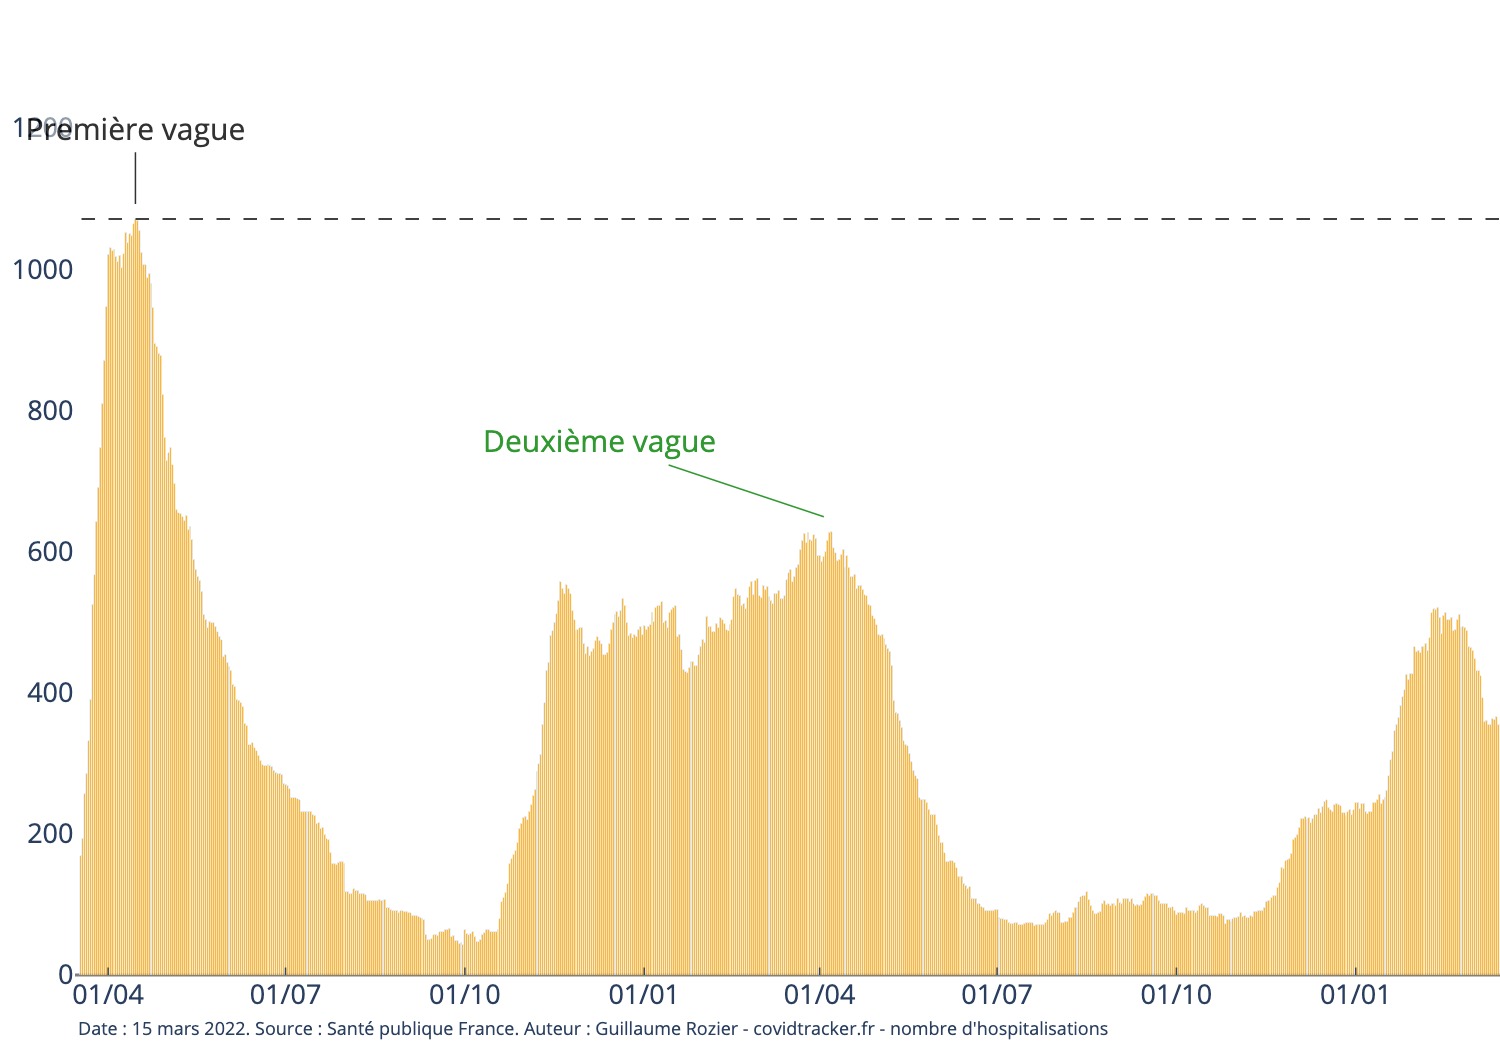 1200
Première vague
1000
800
Deuxième vague
600
400
200
0
01/04 01/07 01/10 01/01 01/04 01/07 01/10 01/01
Date : 15 mars 2022. Source : Santé publique France. Auteur : Guillaume Rozier - covidtracker.fr - nombre d'hospitalisations